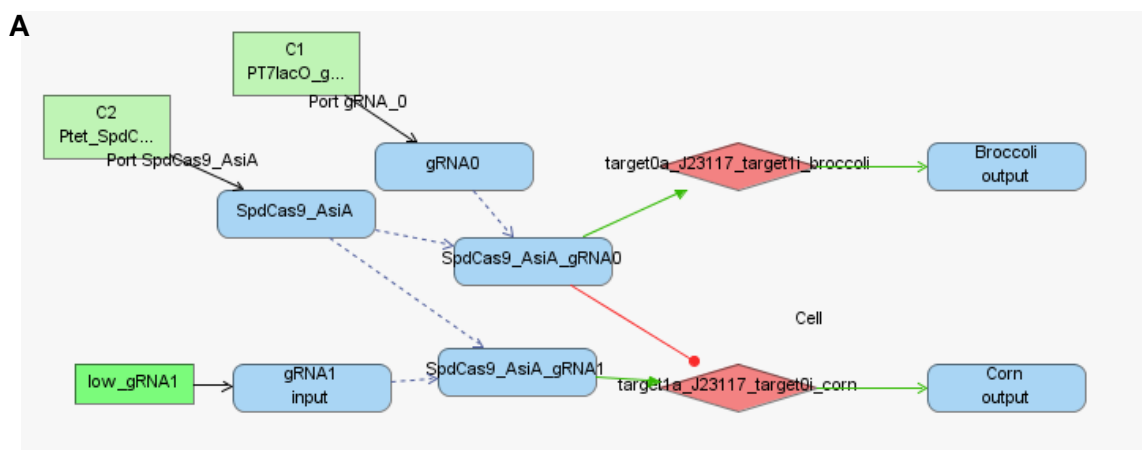 A
C1
PT7lacO_g...
Port gRNA_0
C2
Ptet_SpdC...
Port SpdCas9_AsiA
gRNA0
target0a_J23117_target1i_broccoli
Broccoli
output
SpdCas9_AsiA
SpdCas9_AsiA_gRNA0
Cell
low_gRNA1
gRNA1
input
SpdCas9_AsiA_gRNA1
target1a_J23117_target0i_corn
Corn
output